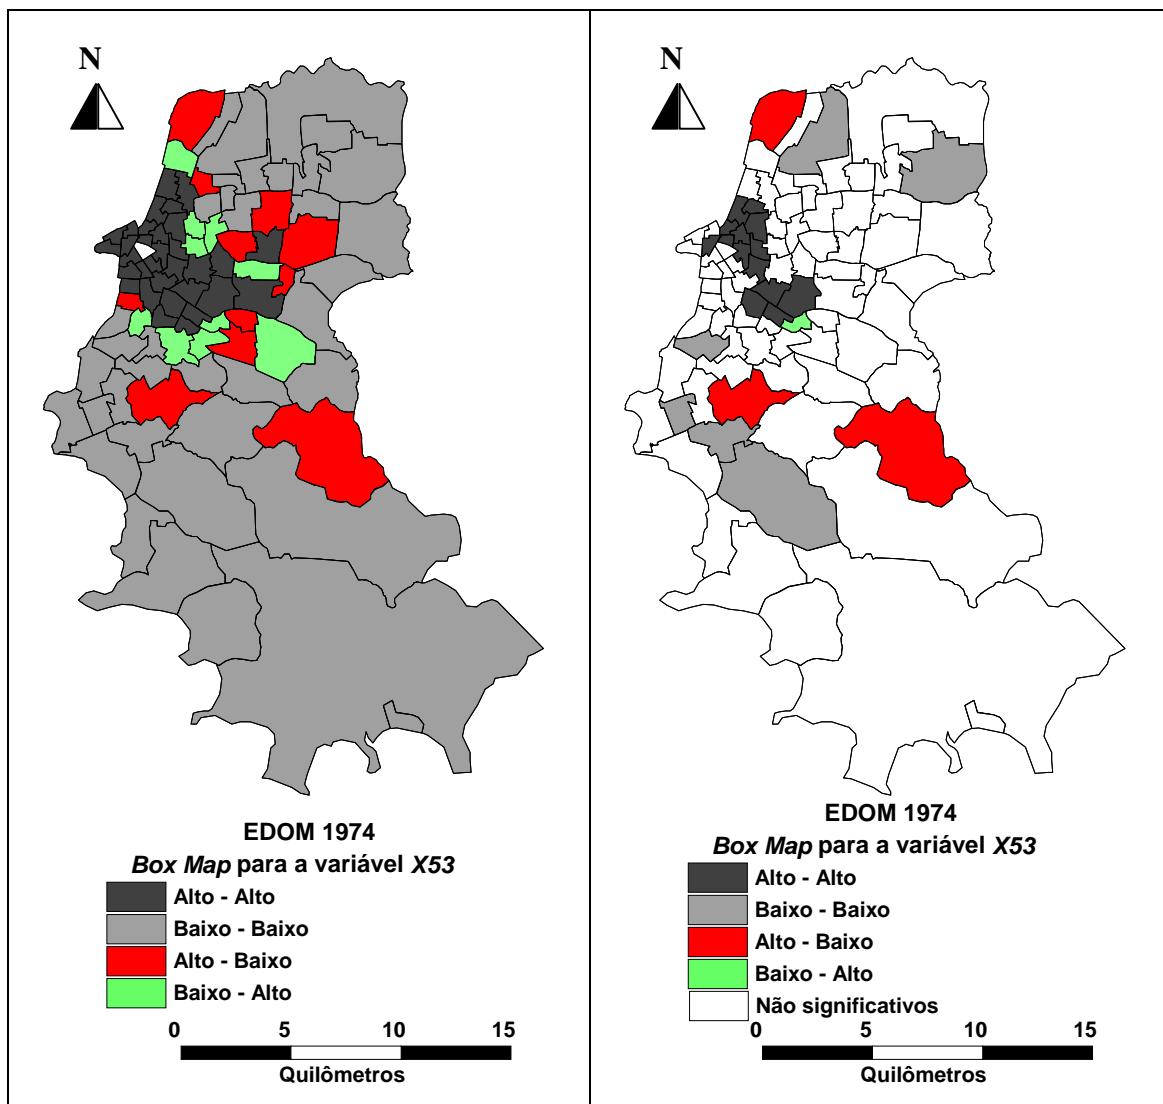 N
EDOM 1974
Box Map para a variável X53
Alto - Alto
Baixo - Baixo
Alto - Baixo
Baixo - Alto
0 5 10 15
Quilômetros
N
EDOM 1974
Box Map para a variável X53
Alto - Alto
Baixo - Baixo
Alto - Baixo
Baixo - Alto
Não significativos
0 5 10 15
Quilômetros